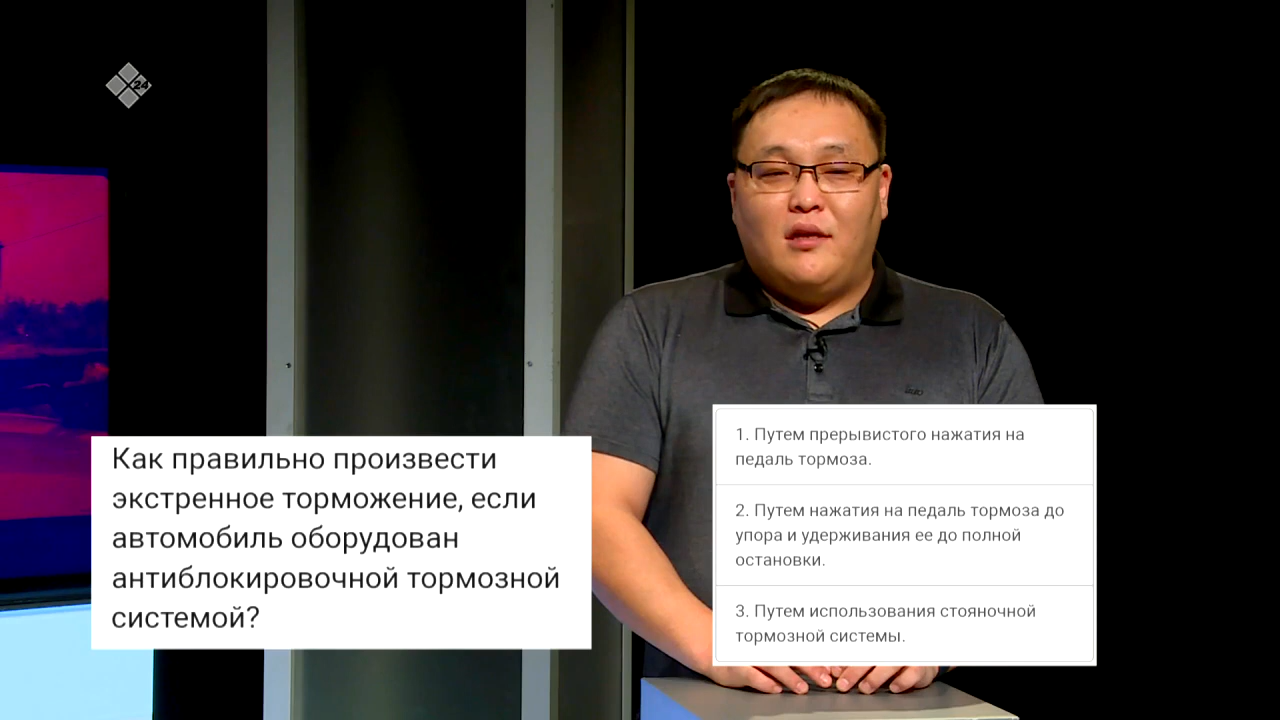 X24
Как правильно произвести
экстренное торможение, если
автомобиль оборудован
антиблокировочной тормозной
системой?
1. Путем прерывистого нажатия на
педаль тормоза.
2. Путем нажатия на педаль тормоза до
упора и удерживания ее до полной
остановки.
3. Путем использования стояночной
тормозной системы.